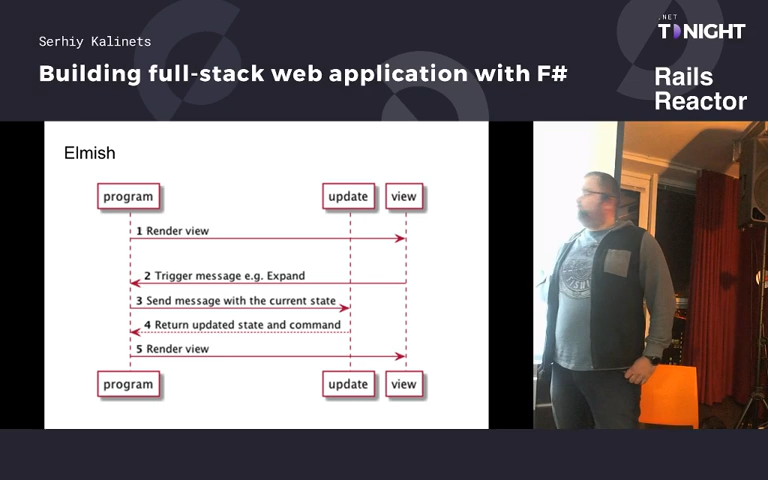 Serhiy Kalinets
Building full-stack web application with F#
.NET
TONIGHT
Rails
Reactor
Elmish
program
update
view
1 Render view
2 Trigger message e.g. Expand
3 Send message with the current state
4 Return updated state and command
5 Render view
program
update
view